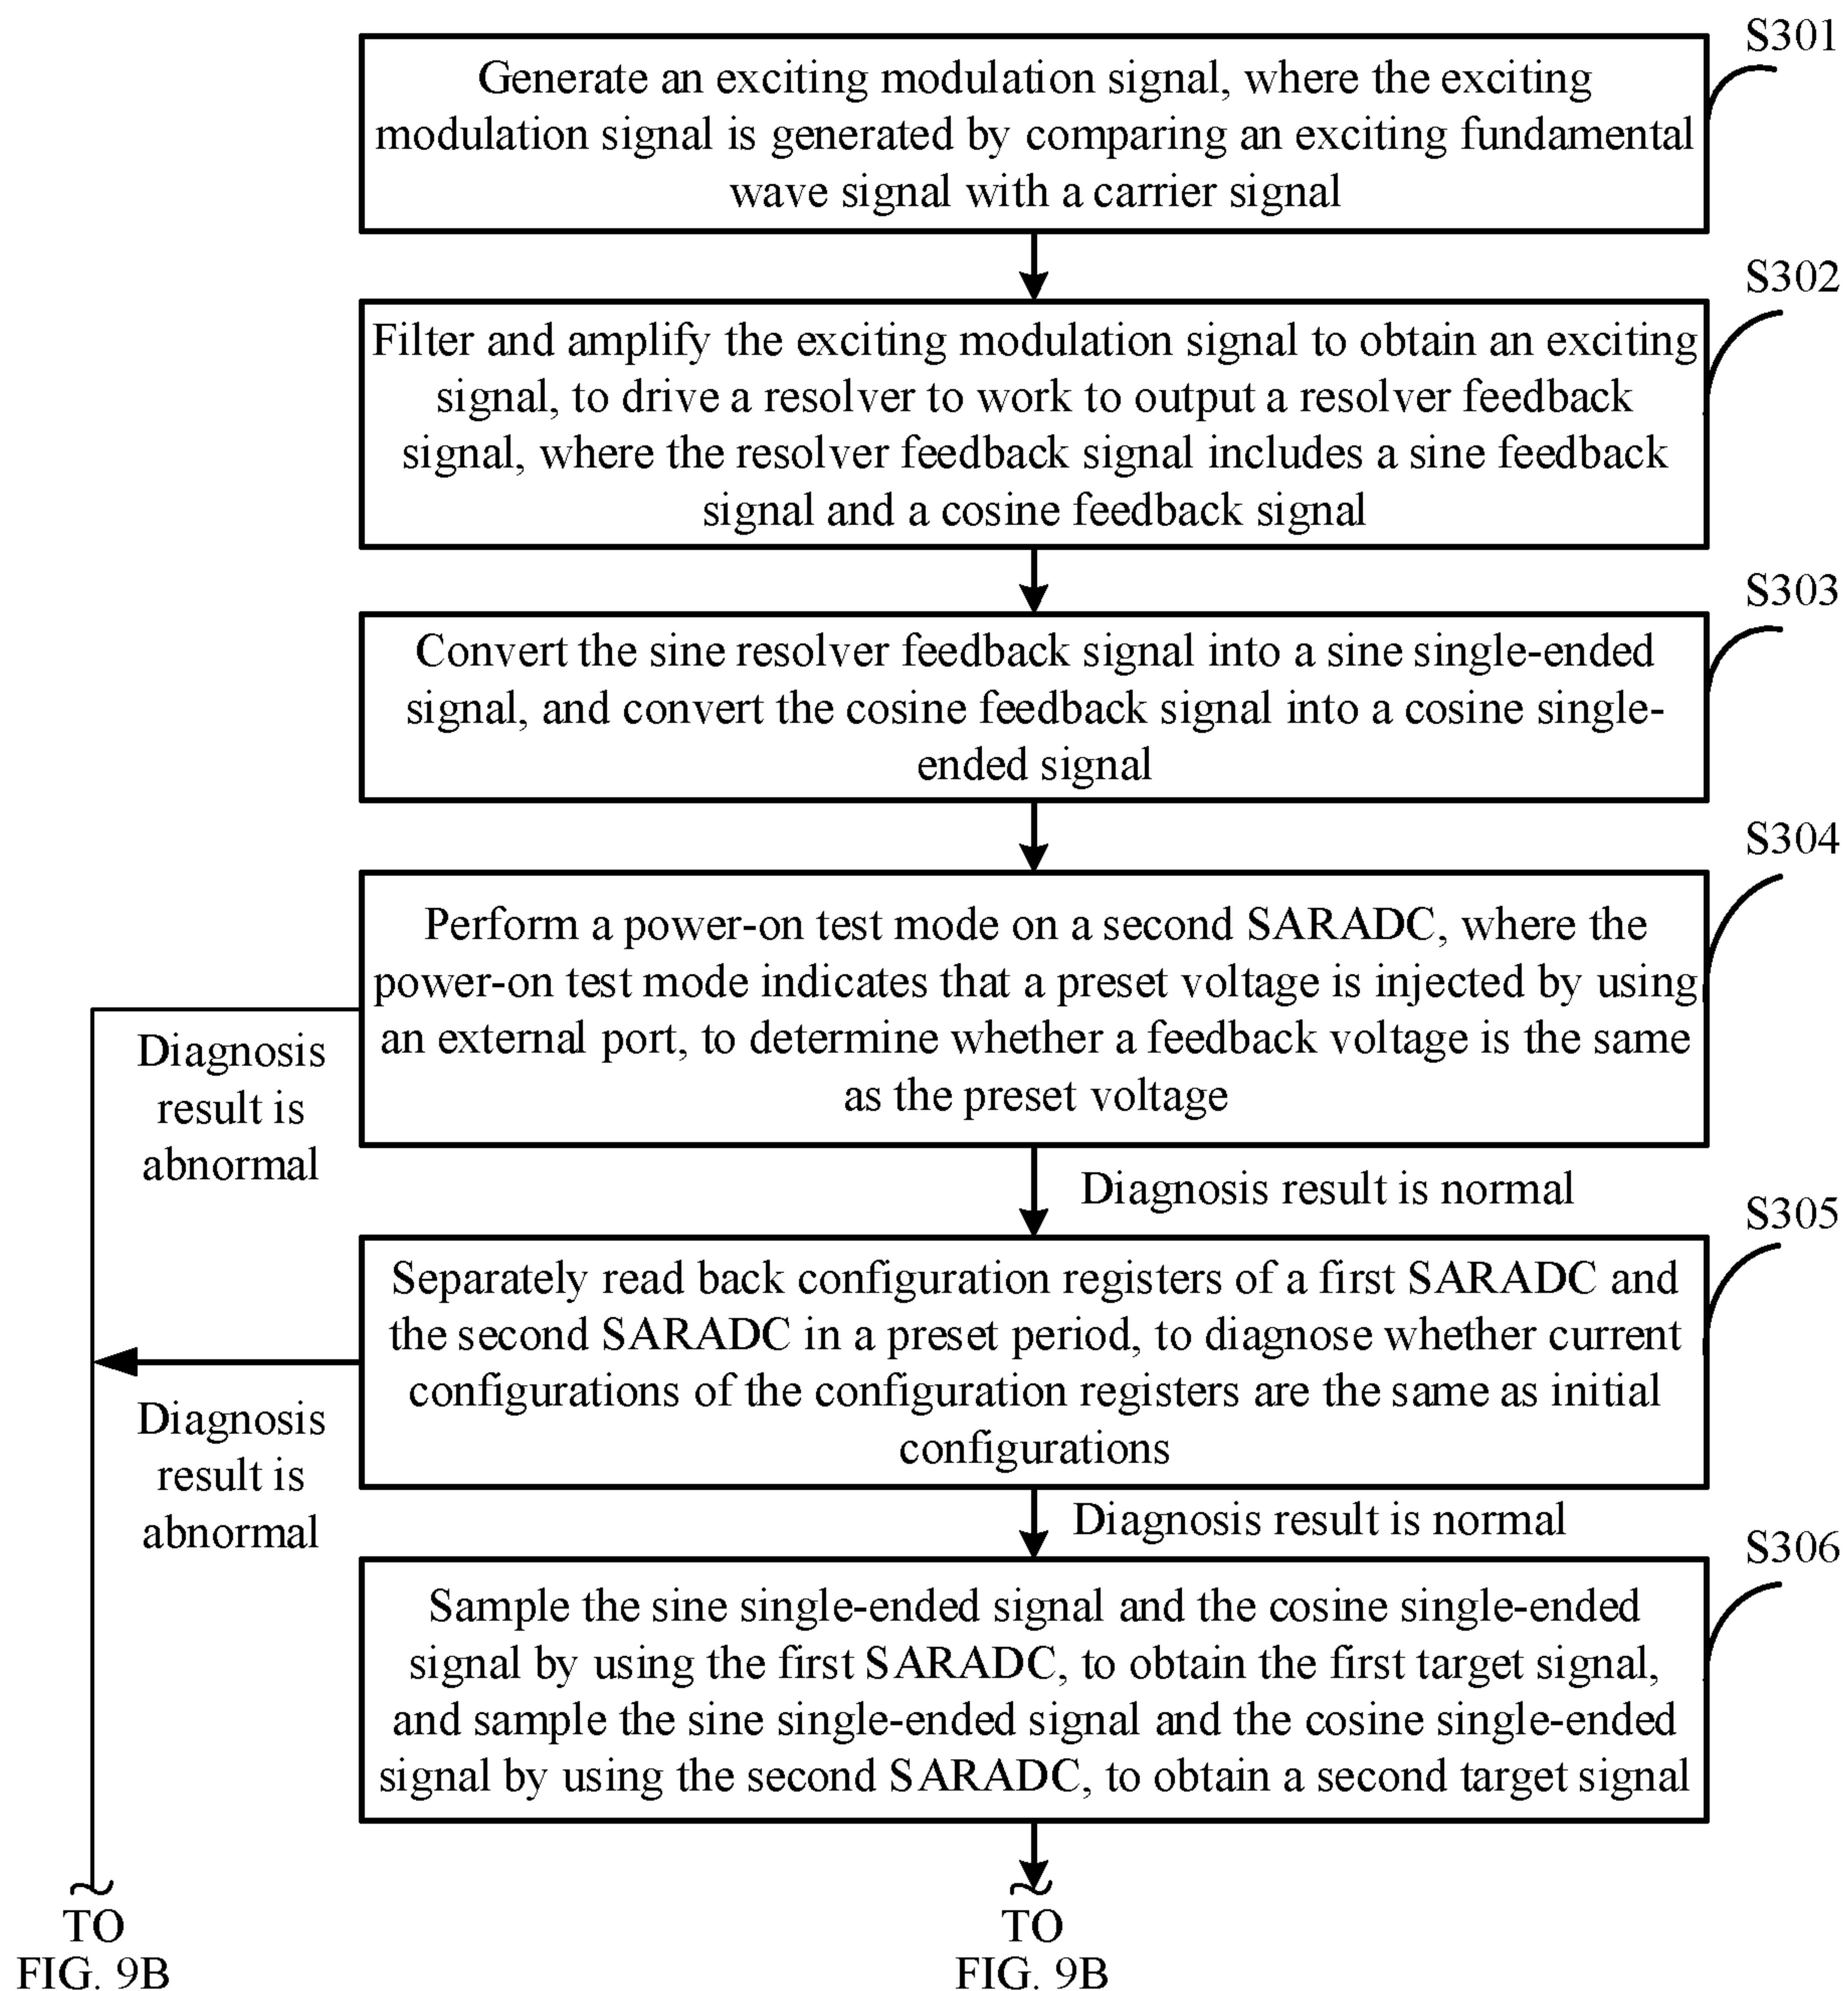 S301
Generate an exciting modulation signal, where the exciting
modulation signal is generated by comparing an exciting fundamental
wave signal with a carrier signal
S302
Filter and amplify the exciting modulation signal to obtain an exciting
signal, to drive a resolver to work to output a resolver feedback
signal, where the resolver feedback signal includes a sine feedback
signal and a cosine feedback signal
S303
Convert the sine resolver feedback signal into a sine single-ended
signal, and convert the cosine feedback signal into a cosine single-
ended signal
S304
Perform a power-on test mode on a second SARADC, where the
power-on test mode indicates that a preset voltage is injected by using
an external port, to determine whether a feedback voltage is the same
as the preset voltage
Diagnosis
result is
abnormal
Diagnosis result is normal
S305
Separately read back configuration registers of a first SARADC and
the second SARADC in a preset period, to diagnose whether current
configurations of the configuration registers are the same as initial
configurations
Diagnosis
result is
abnormal
Diagnosis result is normal
S306
Sample the sine single-ended signal and the cosine single-ended
signal by using the first SARADC, to obtain the first target signal,
and sample the sine single-ended signal and the cosine single-ended
signal by using the second SARADC, to obtain a second target signal
TO
FIG. 9B
TO
FIG. 9B